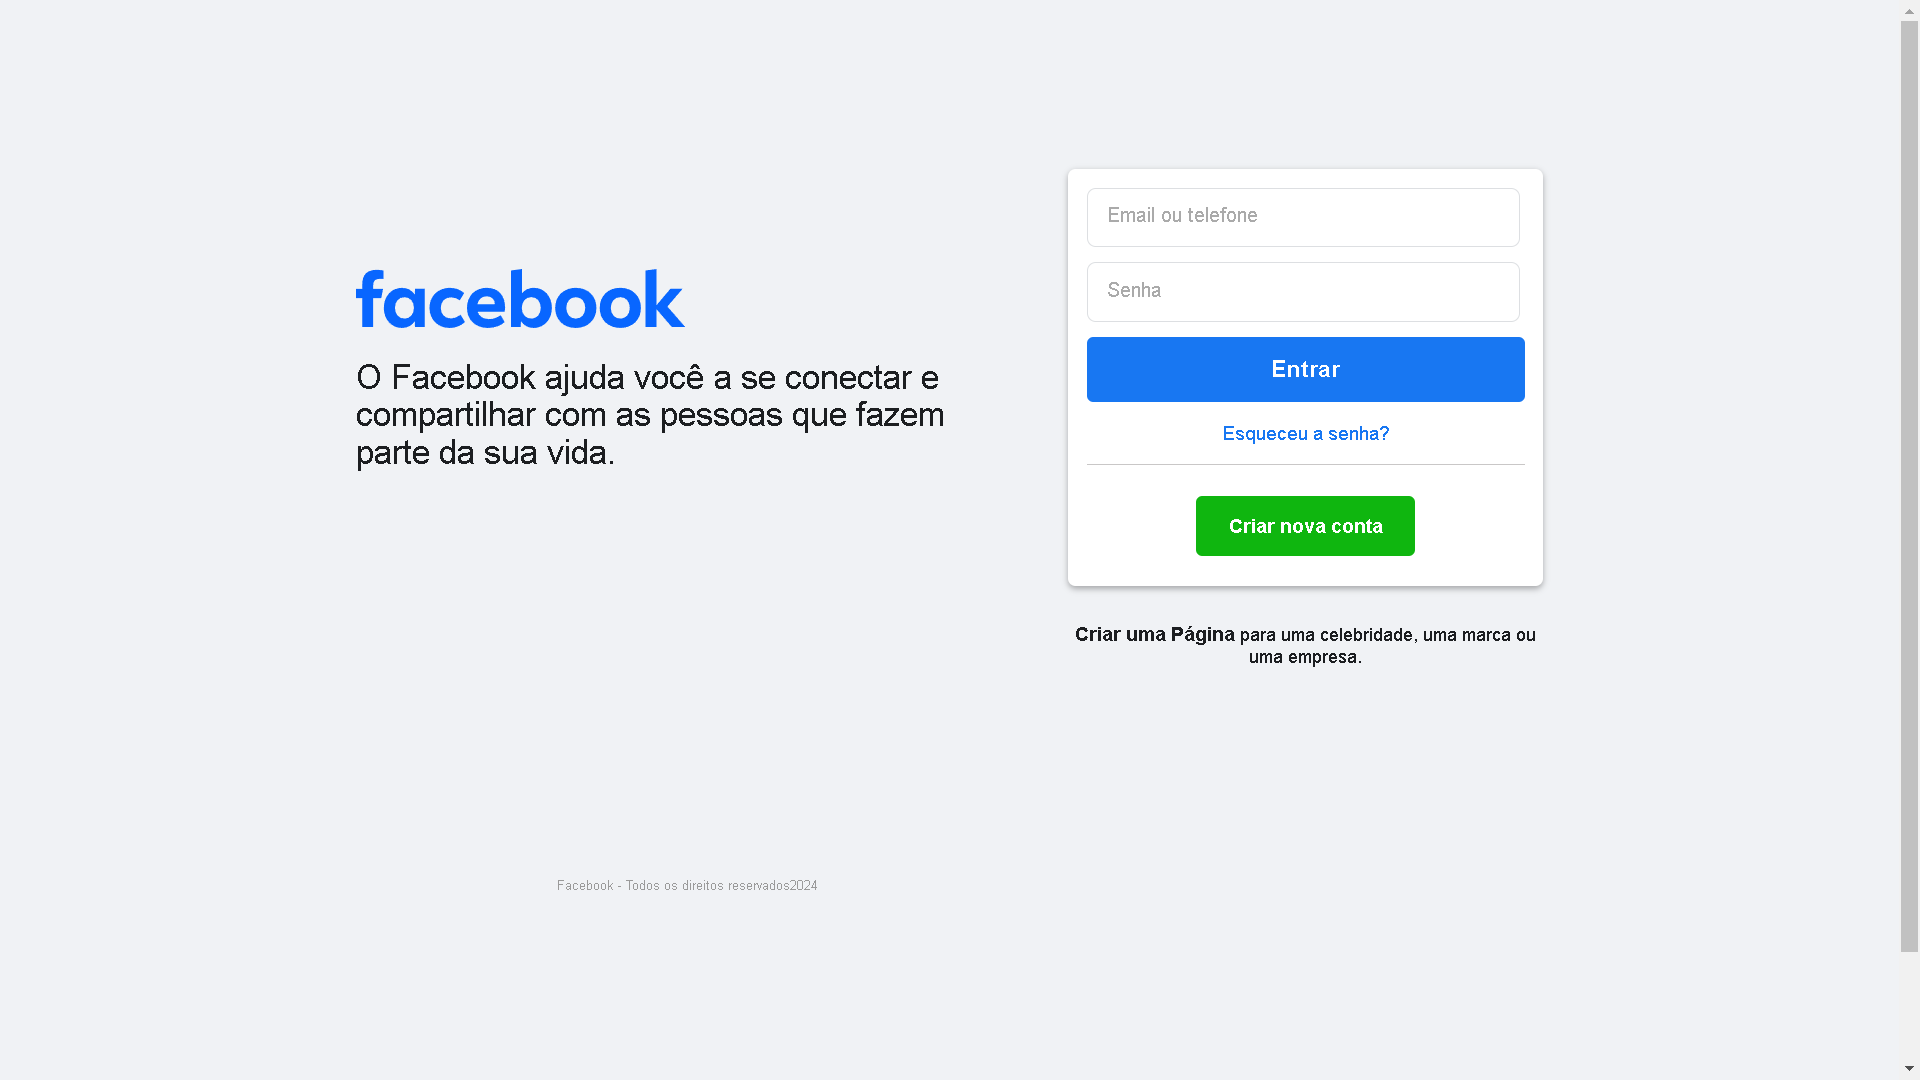 facebook
O Facebook ajuda você a se conectar e
compartilhar com as pessoas que fazem
parte da sua vida.
Email ou telefone
Senha
Entrar
Esqueceu a senha?
Criar nova conta
Criar uma Página para uma celebridade, uma marca ou
uma empresa.
Facebook - Todos os direitos reservados2024